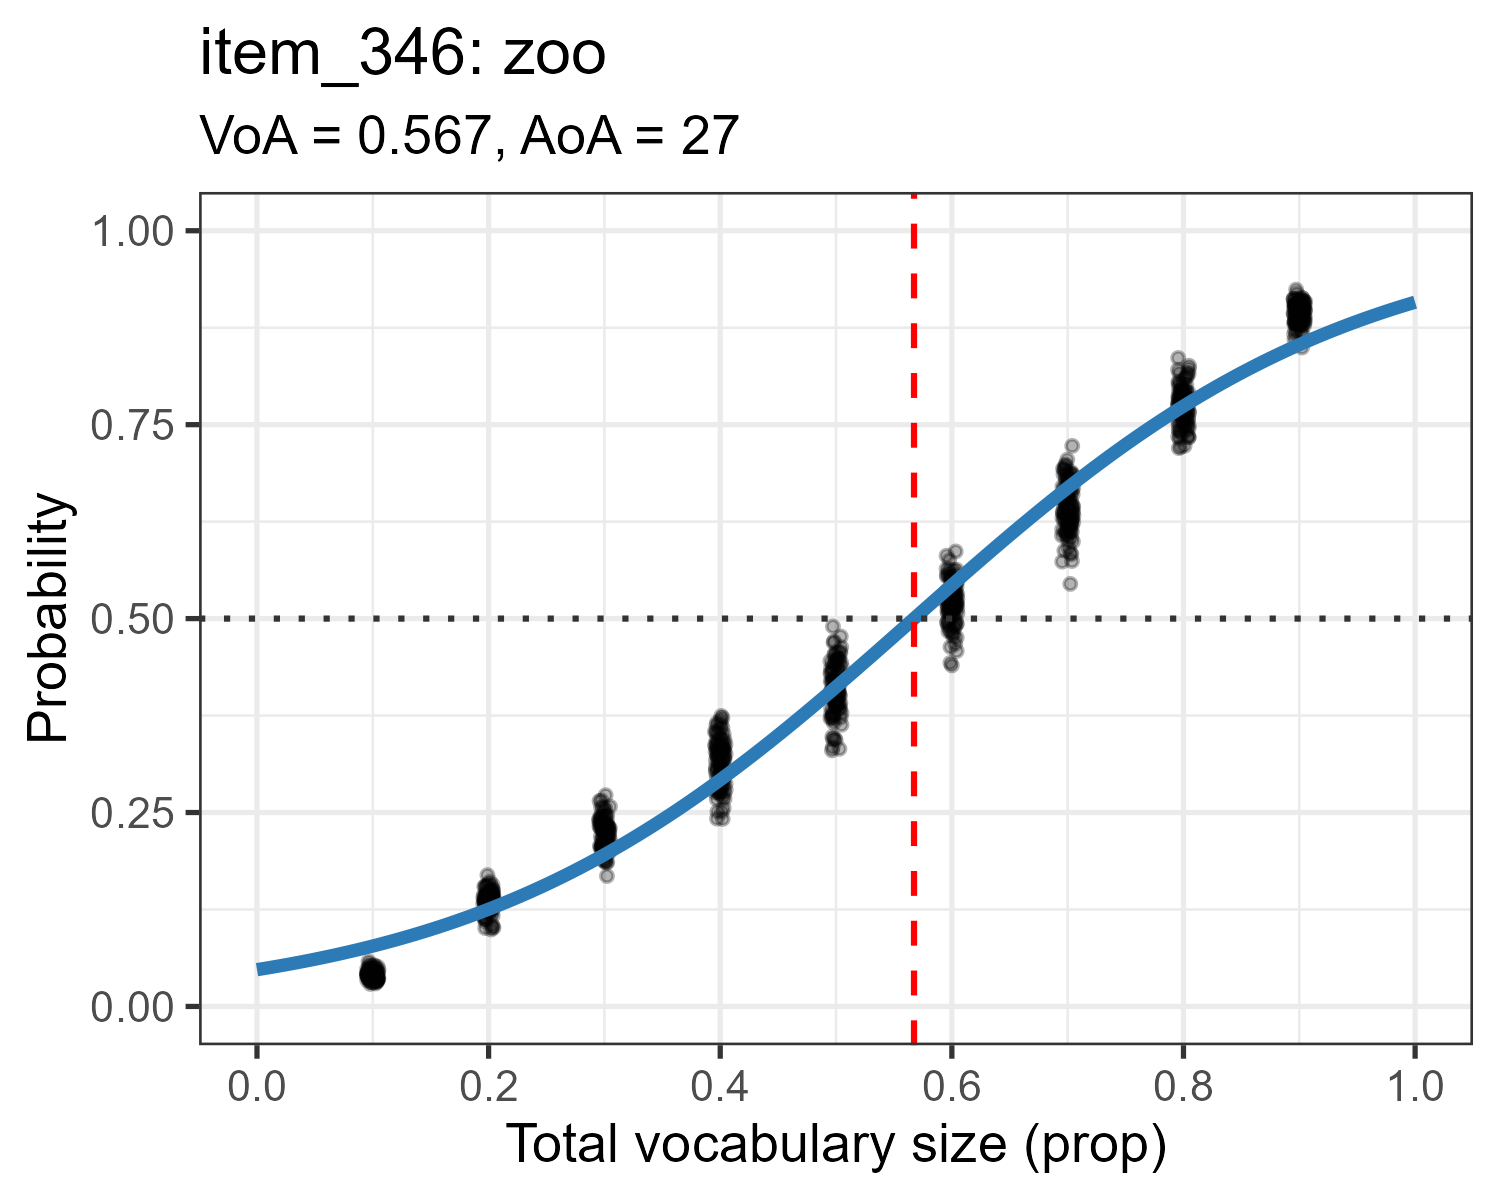 item_346: zoo
VoA = 0.567, AoA = 27
1.00
0.75
0.50
0.25
0.00
Probability
0.0 0.2 0.4 0.6 0.8 1.0
Total vocabulary size (prop)